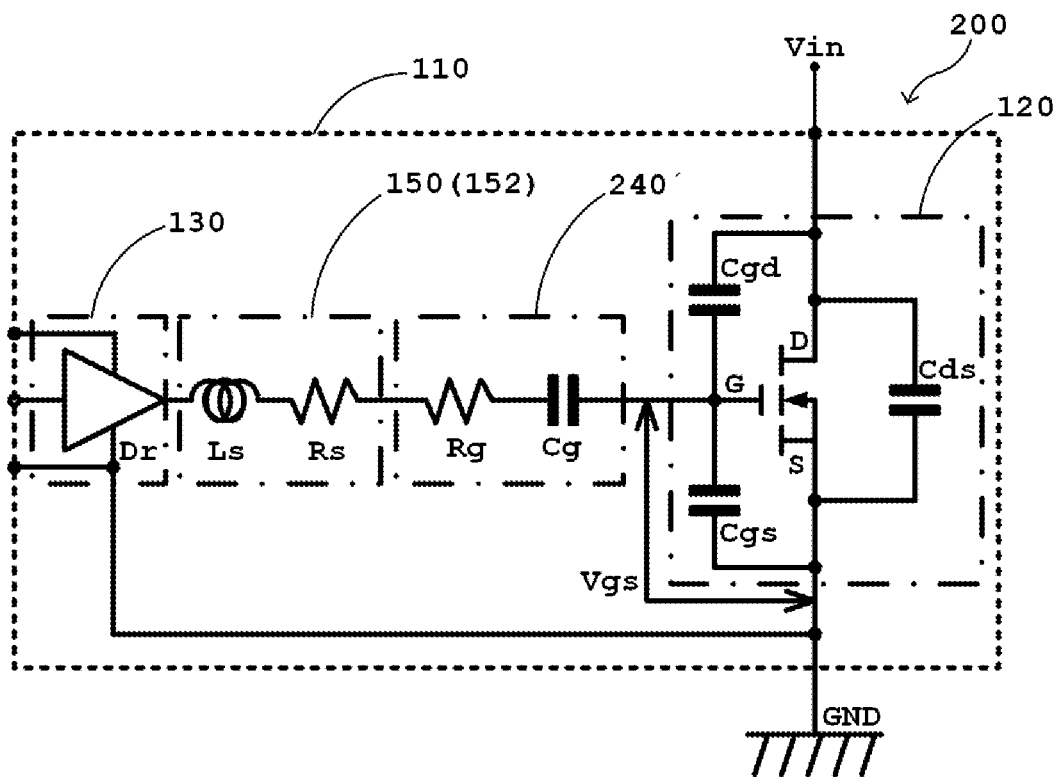 200
Vin
110
120
150(152)
240
130
Cgd
D
G
Cds
Dr
Ls
Rs
Rg
Cg
S
Cgs
Vgs
GND